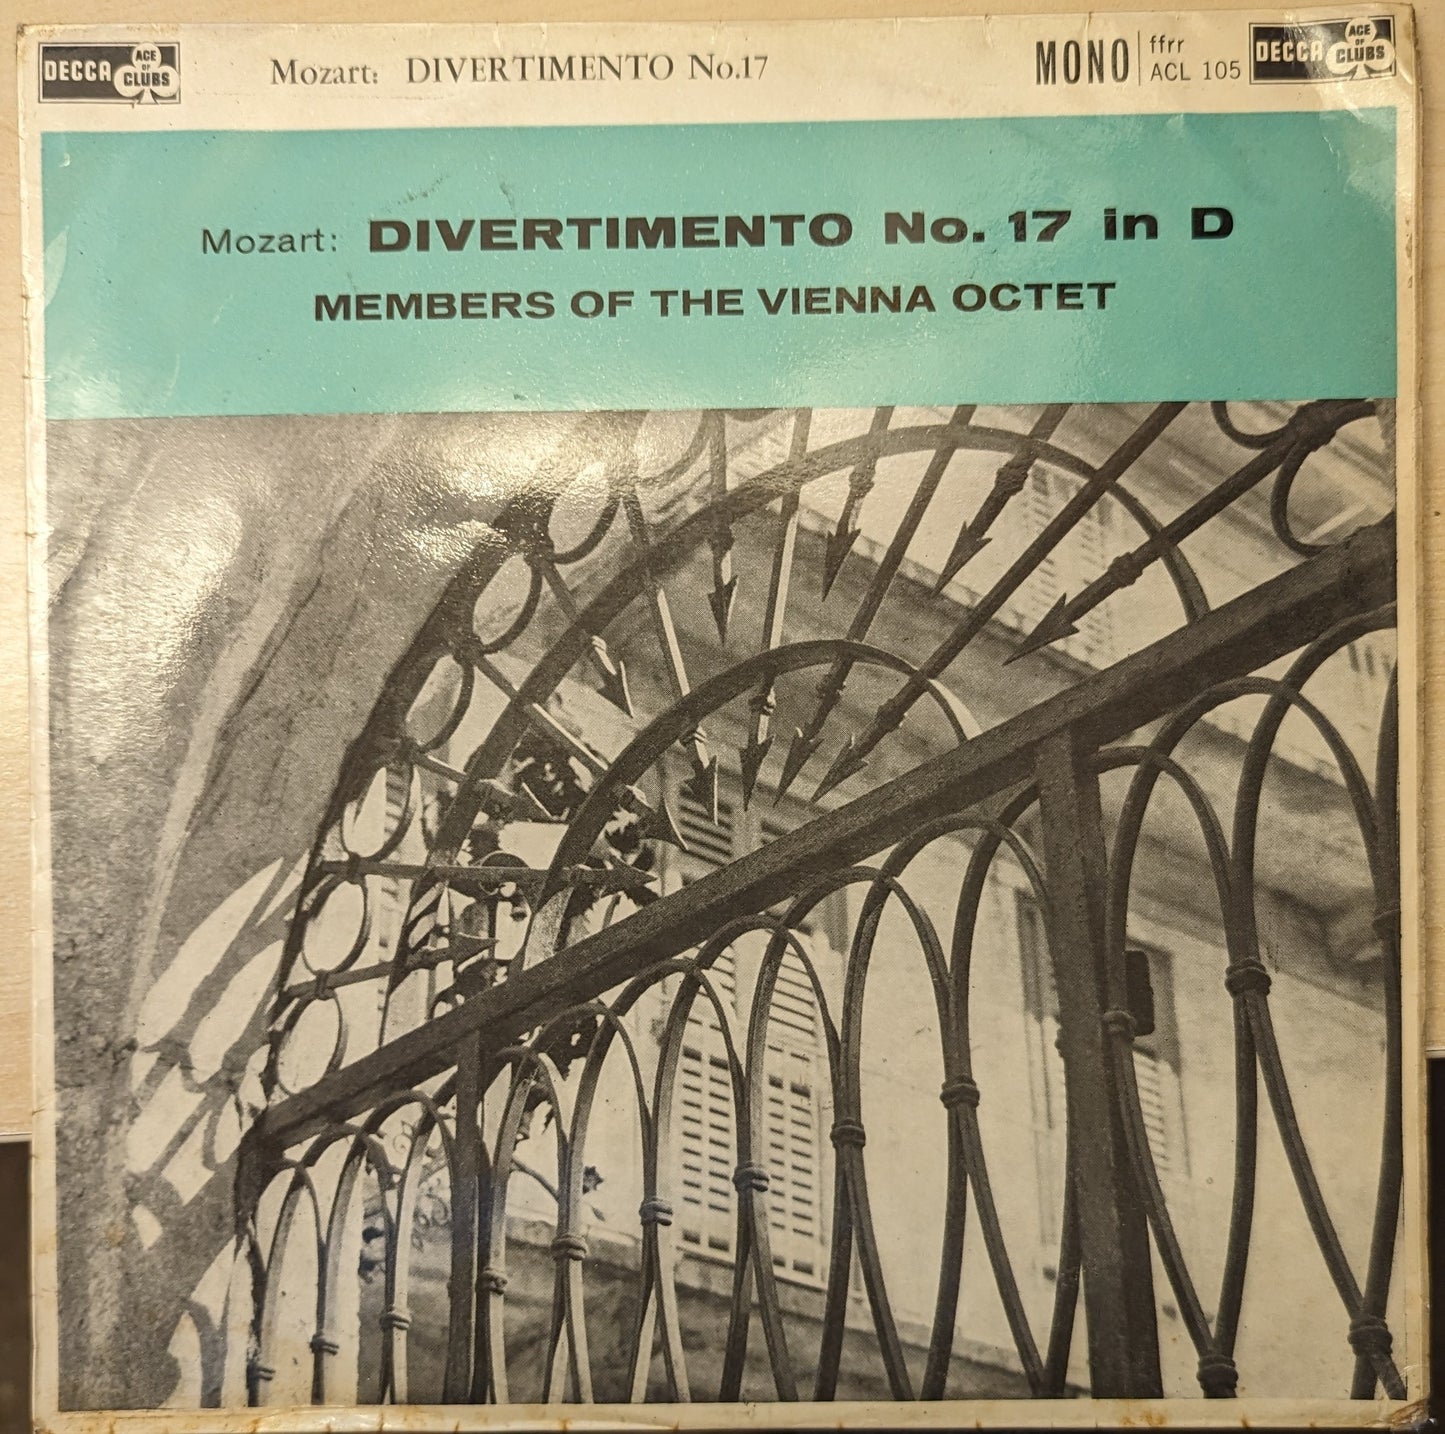 DECCA ACE OF CLUBS
Mozart: DIVERTIMENTO No.17
MONO
ffrr
ACL 105
DECCA ACE OF CLUBS
Mozart: DIVERTIMENTO No. 17 in D
MEMBERS OF THE VIENNA OCTET